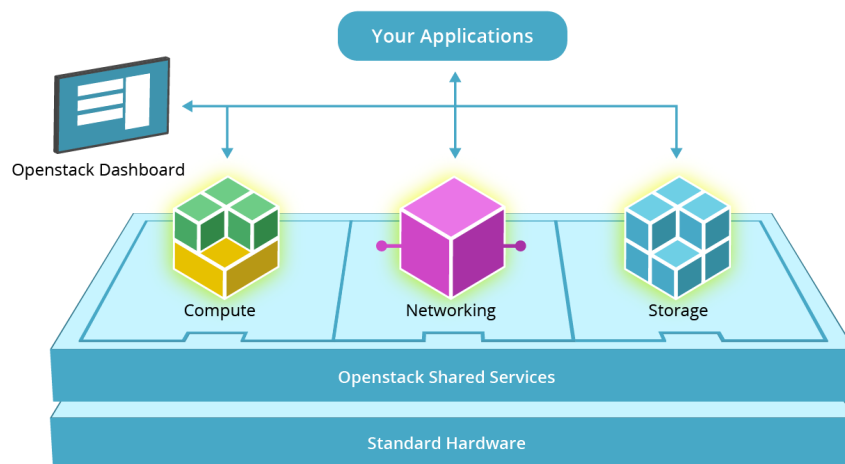 Your Applications
Openstack Dashboard
Compute
Networking
Storage
Openstack Shared Services
Standard Hardware